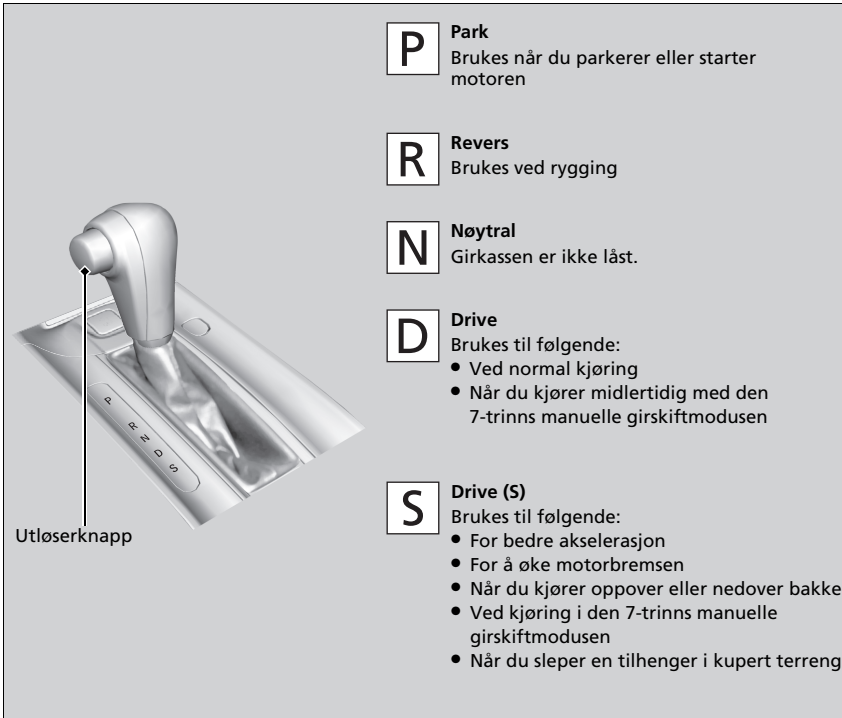 P
Park
Brukes når du parkerer eller starter
motoren
R
Revers
Brukes ved rygging
N
Nøytral
Girkassen er ikke låst.
D
Drive
Brukes til følgende:
• Ved normal kjøring
• Når du kjører midlertidig med den
7-trinns manuelle girskiftmodusen
S
Drive (S)
Brukes til følgende:
• For bedre akselerasjon
• For å øke motorbremsen
• Når du kjører oppover eller nedover bakke
• Ved kjøring i den 7-trinns manuelle
girskiftmodusen
• Når du sleper en tilhenger i kupert terreng
P
R
N
D
S
Utløserknapp